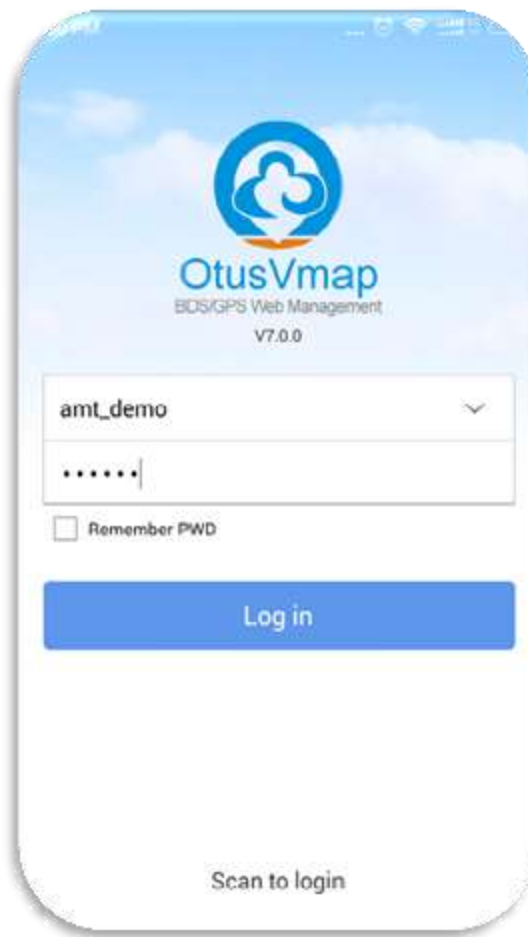 OtusVmap
BDS/GPS Web Management
V7.0.0
amt_demo
••••••
Remember PWD
Log in
Scan to login